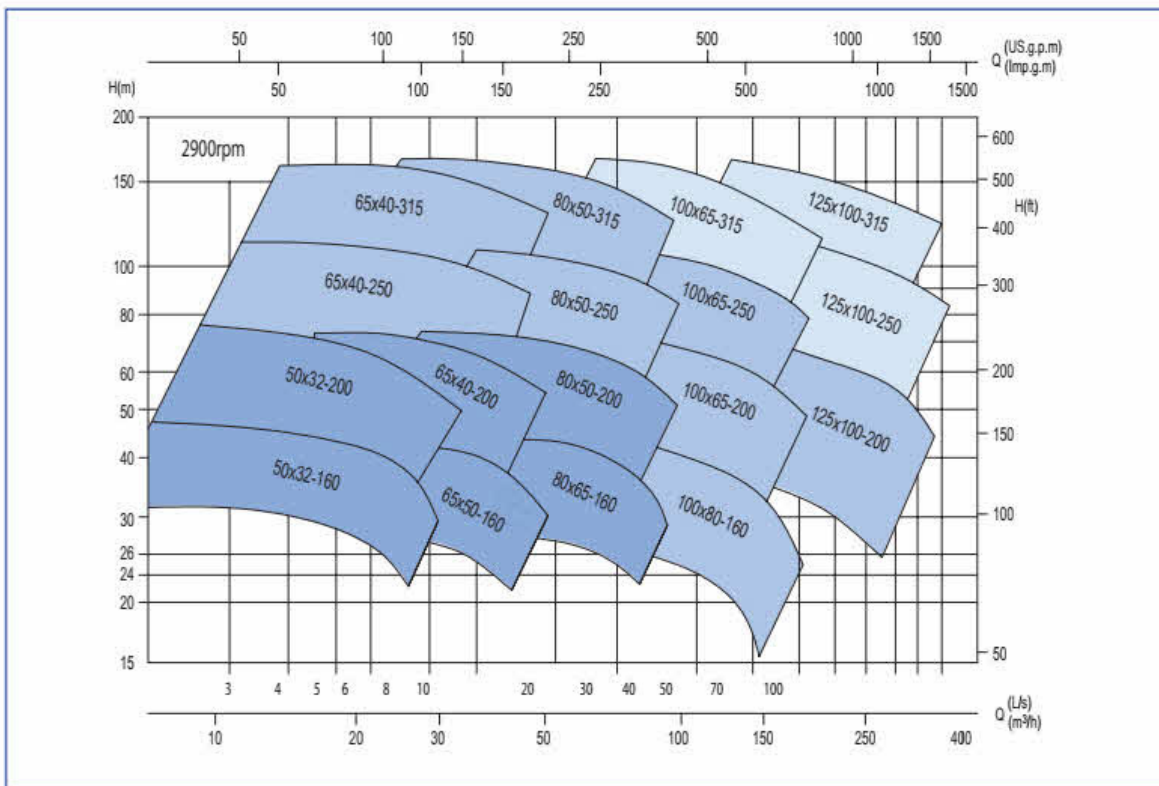 50 100 150 250 500 1000 1500 Q (US.g.p.m)
(Imp.g.m)
50 100 150 250 500 1000 1500
H(m)
200 600
2900rpm
150 500
65x40-315 80x50-315 100x65-315 125x100-315 H(ft)
400
100 300
65x40-250 80x50-250 100x65-250 125x100-250
80
60 200
50x32-200 65x40-200 80x50-200 100x65-200 125x100-200
50 150
40
50x32-160 65x50-160 80x65-160 100x80-160
30 100
26
24
20
15 50
3 4 5 6 8 10 20 30 40 50 70 100 (L/s)
Q (m³/h)
10 20 30 50 100 150 250 400